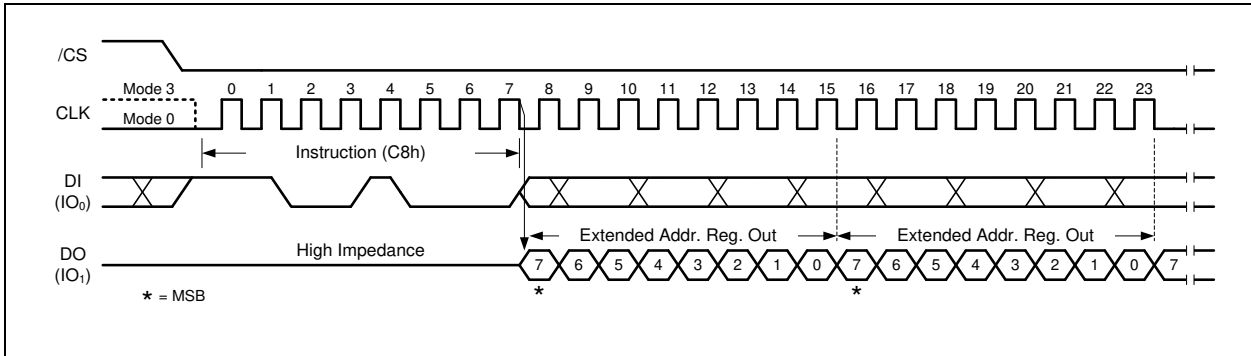 /CS
Mode 3
0 1 2 3 4 5 6 7 8 9 10 11 12 13 14 15 16 17 18 19 20 21 22 23
CLK
Mode 0
Instruction (C8h)
DI
(IO₀)
Extended Addr. Reg. Out Extended Addr. Reg. Out
High Impedance
DO
7 6 5 4 3 2 1 0 7 6 5 4 3 2 1 0 7
(IO₁)
* *
* = MSB